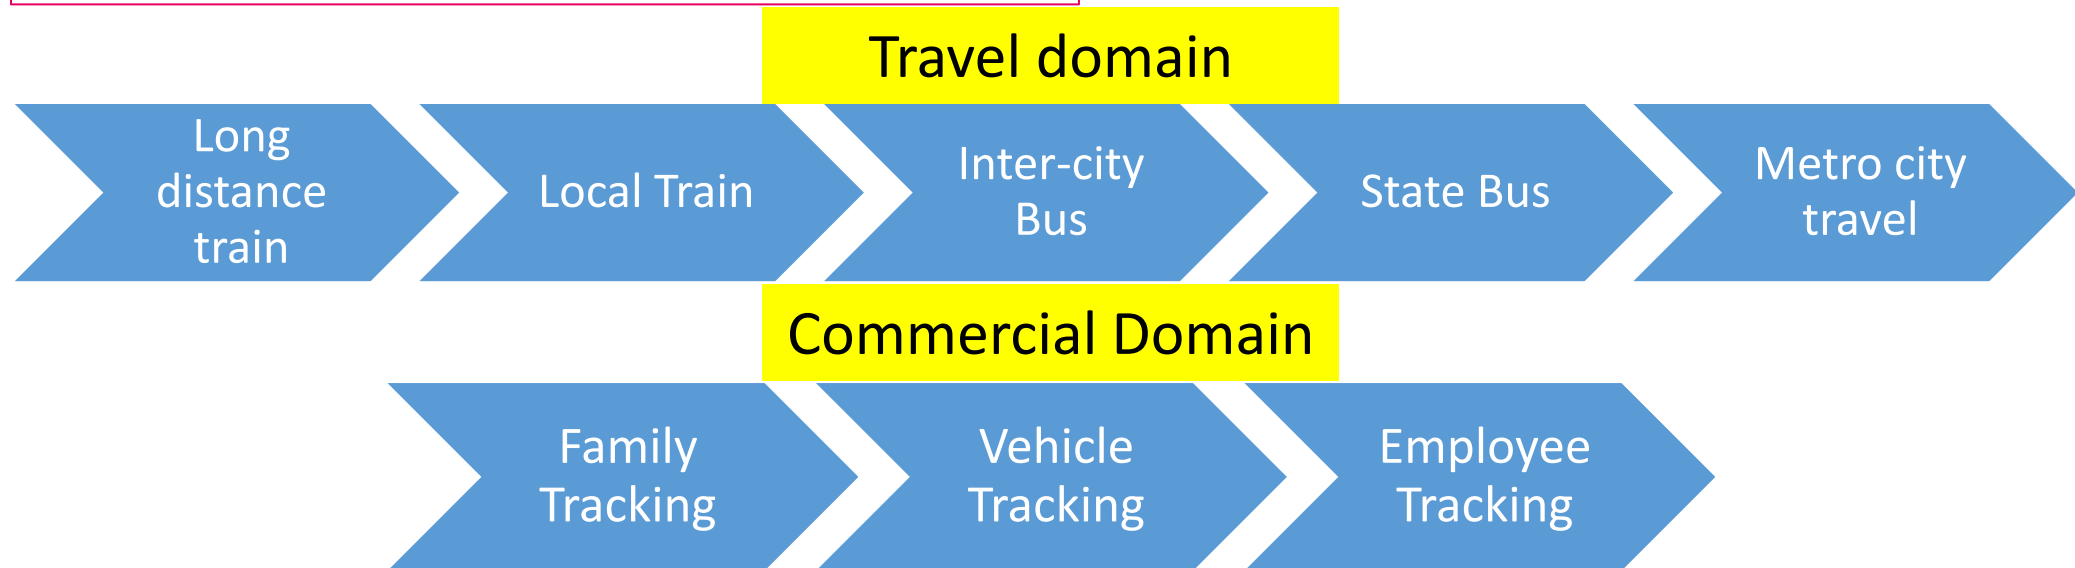 Travel domain
Long
distance
train
Local Train
Inter-city
Bus
State Bus
Metro city
travel
Commercial Domain
Family
Tracking
Vehicle
Tracking
Employee
Tracking